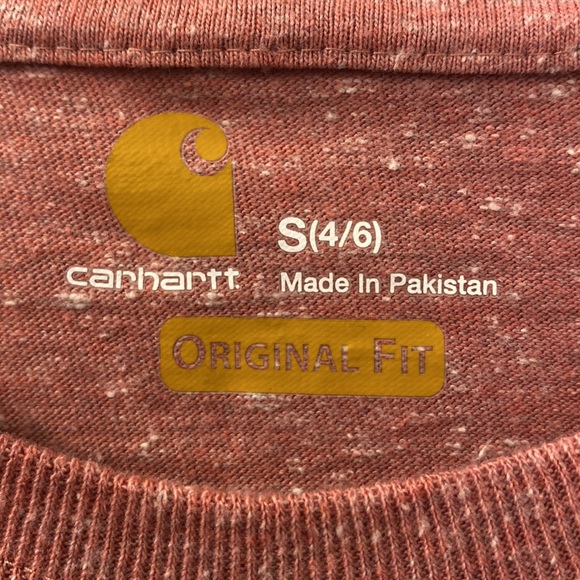 carhartt
S(4/6)
Made In Pakistan
ORIGINAL FIT